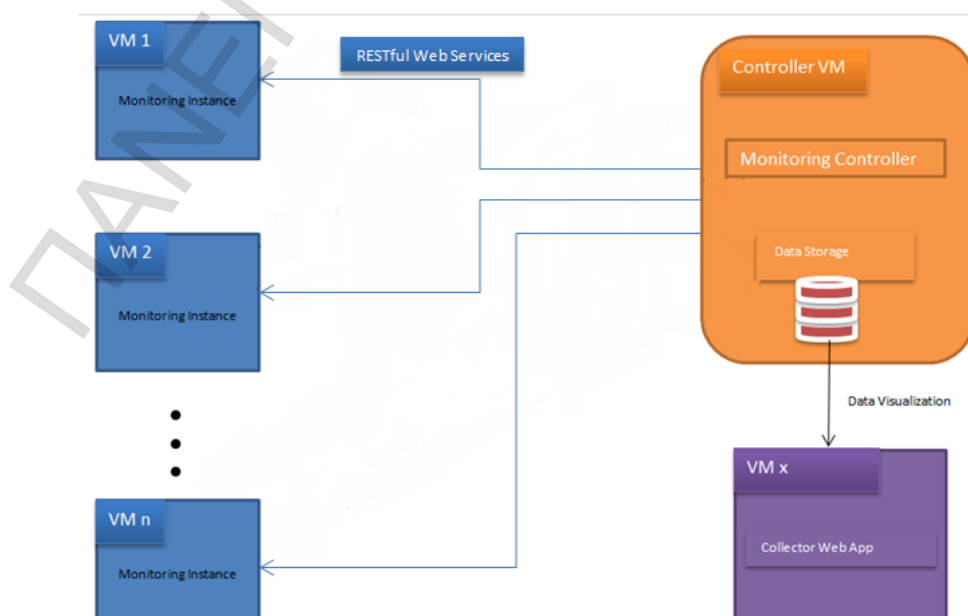 VM 1
Monitoring Instance
RESTful Web Services
Controller VM
Monitoring Controller
Data Storage
VM 2
Monitoring Instance
Data Visualization
VM n
Monitoring Instance
VM x
Collector Web App
ΠΑΝΕ